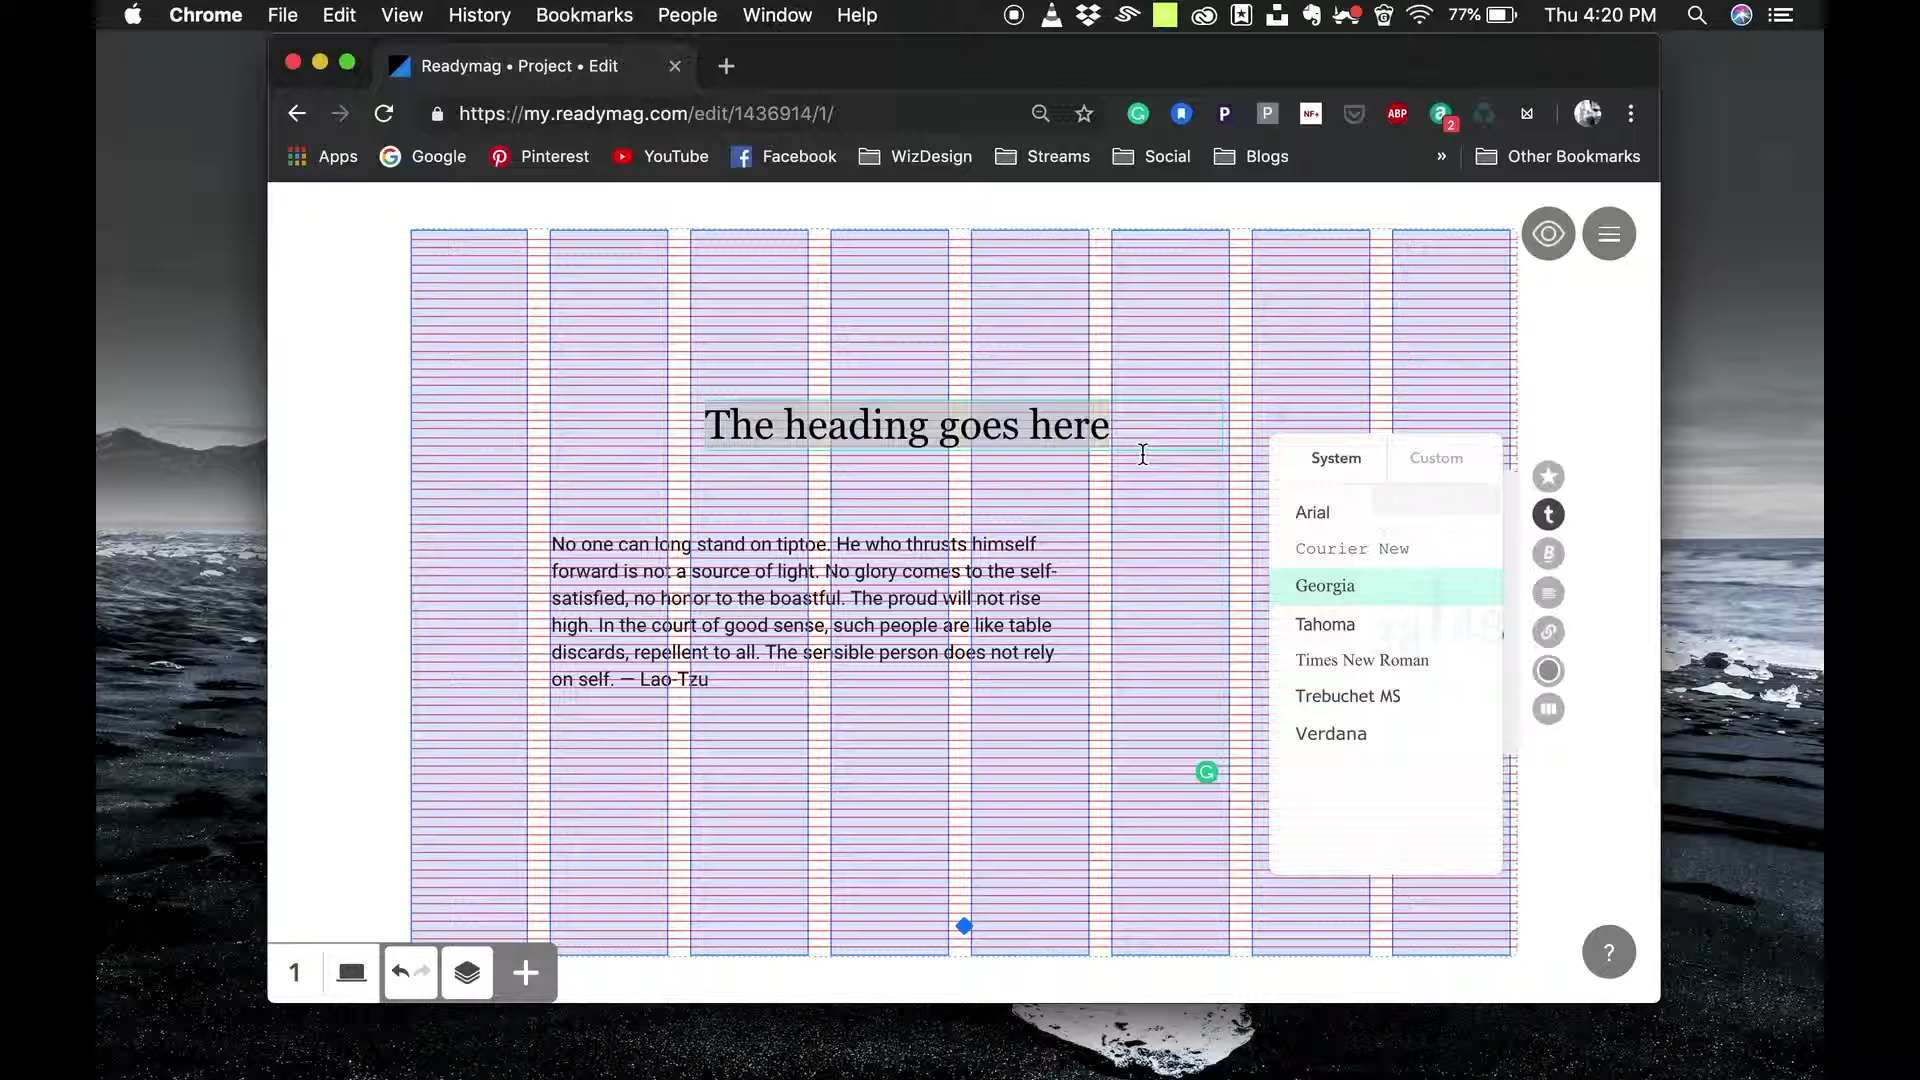 Chrome File Edit View History Bookmarks People Window Help 77% Thu 4:20 PM
Readymag • Project • Edit
https://my.readymag.com/edit/1436914/1/
P P NF+ ABP a 2
Apps Google Pinterest YouTube Facebook WizDesign Streams Social Blogs » Other Bookmarks
The heading goes here
No one can long stand on tiptoe. He who thrusts himself
forward is not a source of light. No glory comes to the self-
satisfied, no honor to the boastful. The proud will not rise
high. In the court of good sense, such people are like table
discards, repellent to all. The sensible person does not rely
on self. — Lao-Tzu
System Custom
Arial
Courier New
Georgia
Tahoma
Times New Roman
Trebuchet MS
Verdana
t
B
G
1
?